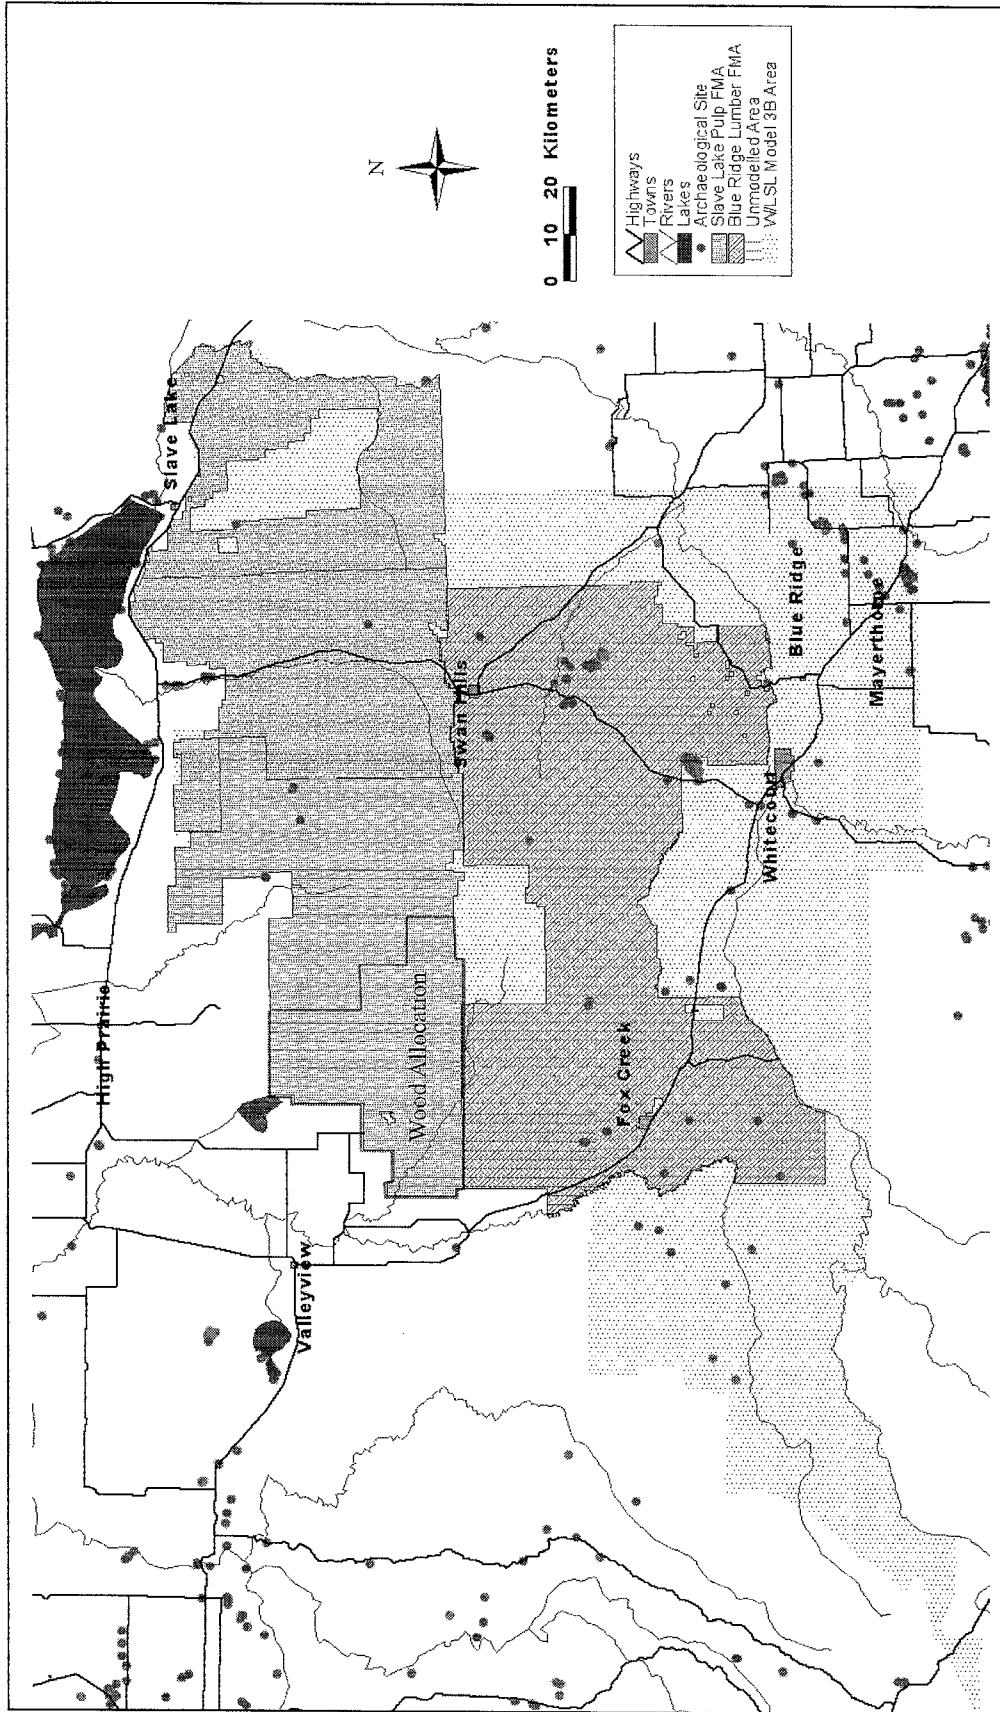 High Prairie
Slave Lake
Valleyview
Wood Allocation
Swan Hills
Fox Creek
Whitecourt
Blue Ridge
Mayerthorpe
N
0 10 20 Kilometers
Highways
Towns
Rivers
Lakes
Archaeological Site
Slave Lake Pulp FMA
Blue Ridge Lumber FMA
Unmodelled Area
WLSL Model 3B Area